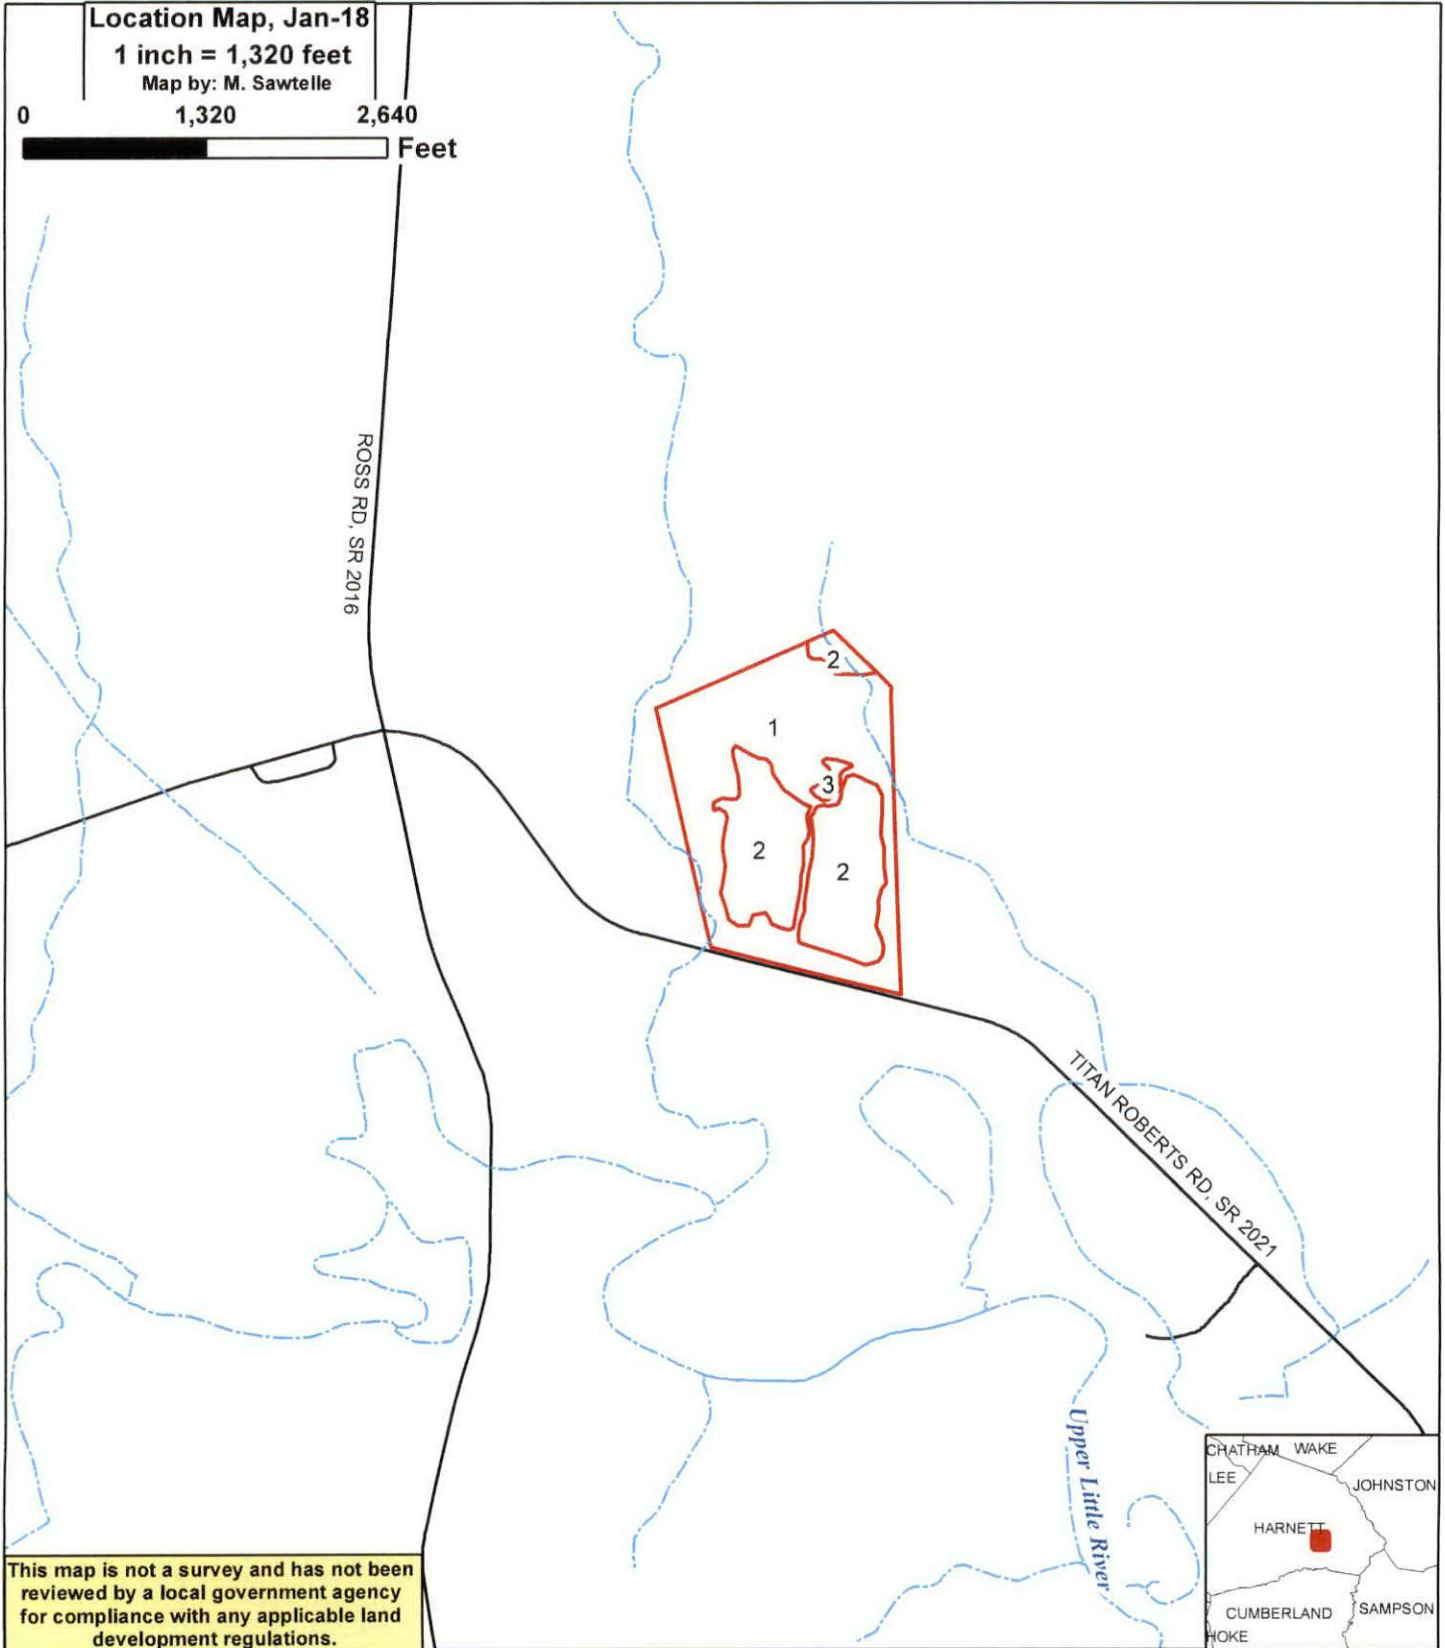 Location Map, Jan-18
1 inch = 1,320 feet
Map by: M. Sawtelle
0 1,320 2,640
Feet
ROSS RD, SR 2016
2
1
3
2
2
TITAN ROBERTS RD, SR 2021
Upper Little River
CHATHAM WAKE
LEE
JOHNSTON
HARNETT
CUMBERLAND
SAMPSON
HOKE
This map is not a survey and has not been
reviewed by a local government agency
for compliance with any applicable land
development regulations.